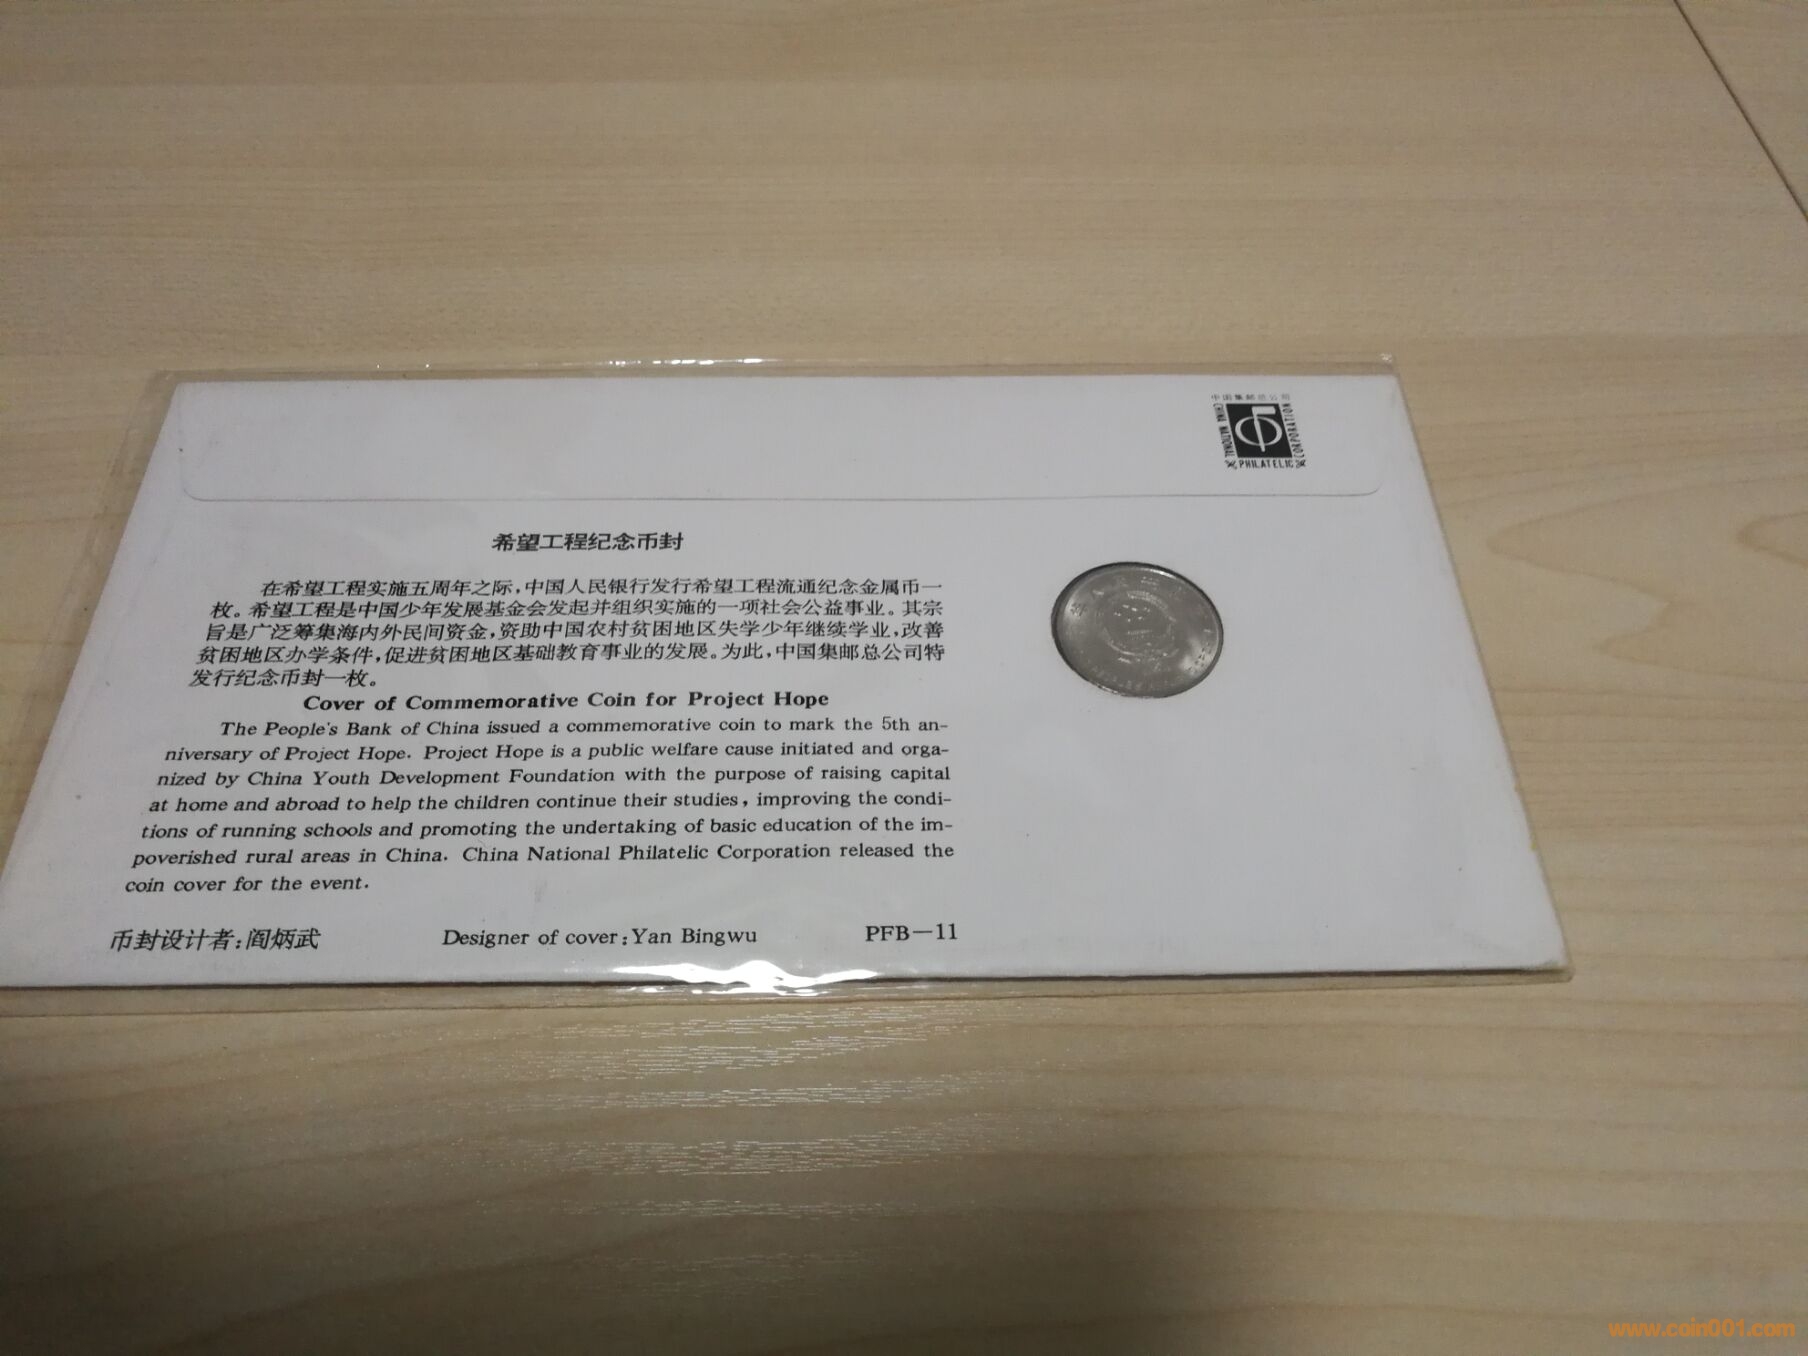 中国集邮总公司
CHINA NATIONAL
PHILATELIC
CORPORATION
希望工程纪念币封
在希望工程实施五周年之际,中国人民银行发行希望工程流通纪念金属币一
枚。希望工程是中国少年发展基金会发起并组织实施的一项社会公益事业。其宗
旨是广泛筹集海内外民间资金,资助中国农村贫困地区失学少年继续学业,改善
贫困地区办学条件,促进贫困地区基础教育事业的发展。为此,中国集邮总公司特
发行纪念币封一枚。
Cover of Commemorative Coin for Project Hope
The People's Bank of China issued a commemorative coin to mark the 5th an-
niversary of Project Hope. Project Hope is a public welfare cause initiated and orga-
nized by China Youth Development Foundation with the purpose of raising capital
at home and abroad to help the children continue their studies, improving the condi-
tions of running schools and promoting the undertaking of basic education of the im-
poverished rural areas in China. China National Philatelic Corporation released the
coin cover for the event.
币封设计者:阎炳武 Designer of cover:Yan Bingwu PFB—11
www.coin001.com